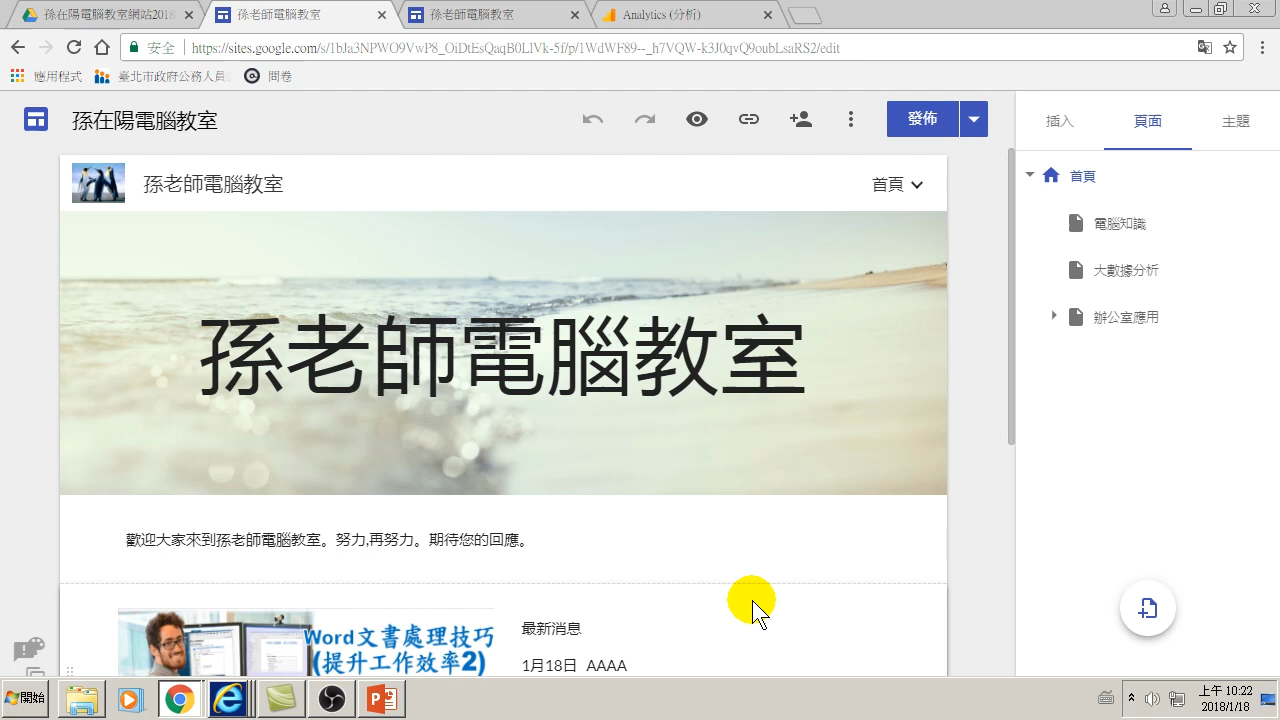 孫在陽電腦教室網站2018
孫老師電腦教室
孫老師電腦教室
Analytics (分析)
安全
https://sites.google.com/s/1bJa3NPWO9VwP8_OiDtEsQaqB0LlVk-5f/p/1WdWF89--_h7VQW-k3J0qvQ9oubLsaRS2/edit
應用程式
臺北市政府公務人員
問卷
孫在陽電腦教室
發佈
插入
頁面
主題
孫老師電腦教室
首頁
首頁
電腦知識
大數據分析
辦公室應用
孫老師電腦教室
歡迎大家來到孫老師電腦教室。努力,再努力。期待您的回應。
Word文書處理技巧
(提升工作效率2)
最新消息
1月18日 AAAA
開始
上午 10:22
2018/1/18